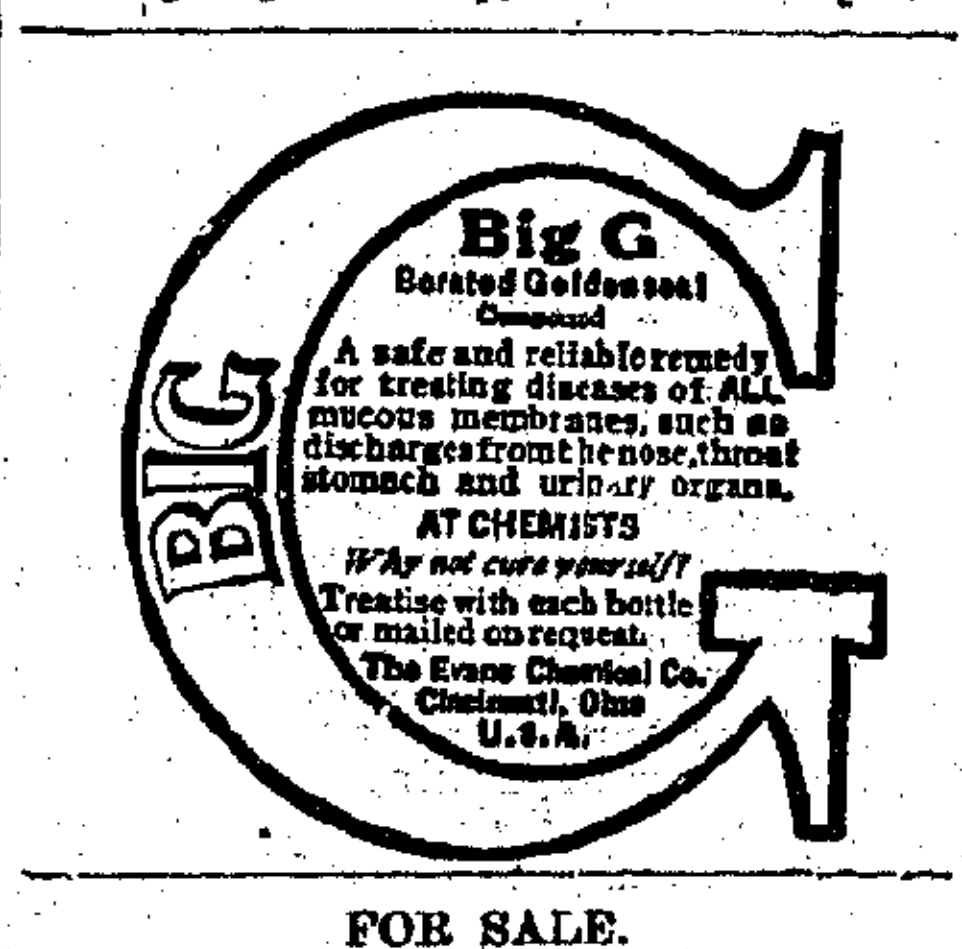 BIG
Big G
Borated Goldenseal
Compound
A safe and reliable remedy
for treating diseases of ALL
mucous membranes, such as
discharges from the nose, throat
stomach and urinary organs.
AT CHEMISTS
Why not cure yourself?
Treatise with each bottle
or mailed on request.
The Evans Chemical Co.
Cincinnati, Ohio
U.S.A.
FOR SALE.